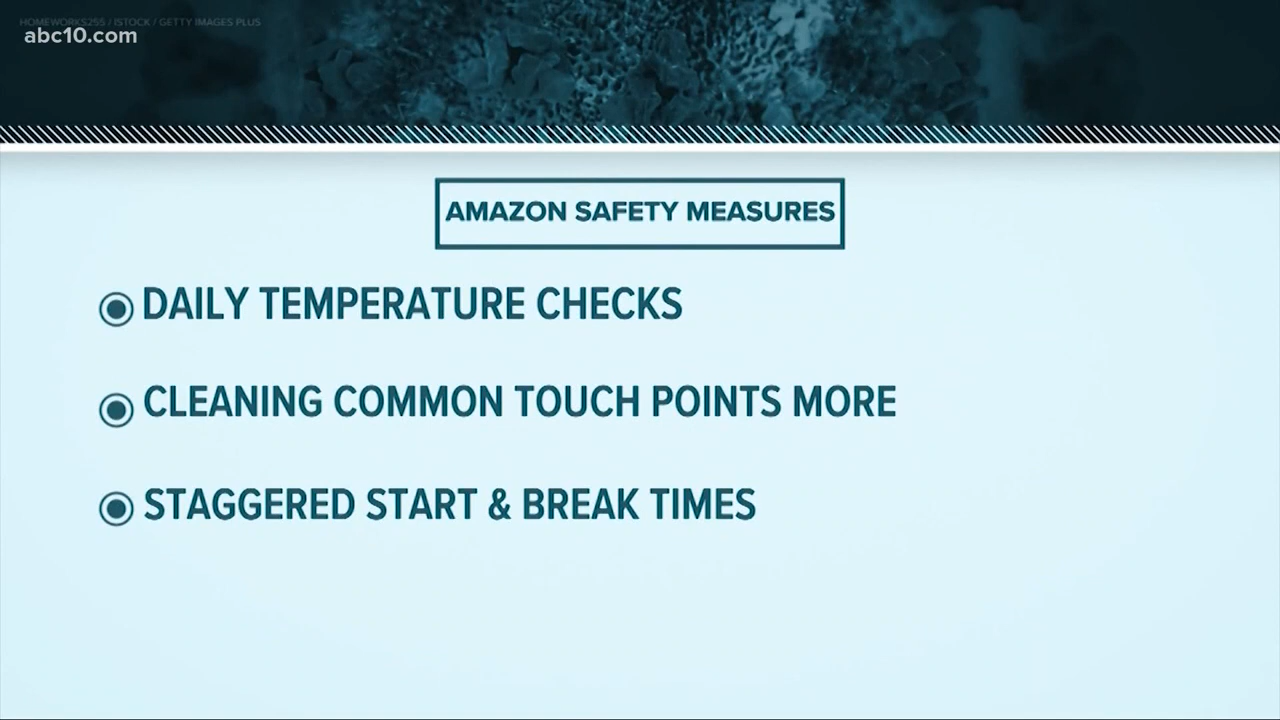 HOMEWORKS255 / ISTOCK / GETTY IMAGES PLUS
abc10.com
AMAZON SAFETY MEASURES
DAILY TEMPERATURE CHECKS
CLEANING COMMON TOUCH POINTS MORE
STAGGERED START & BREAK TIMES